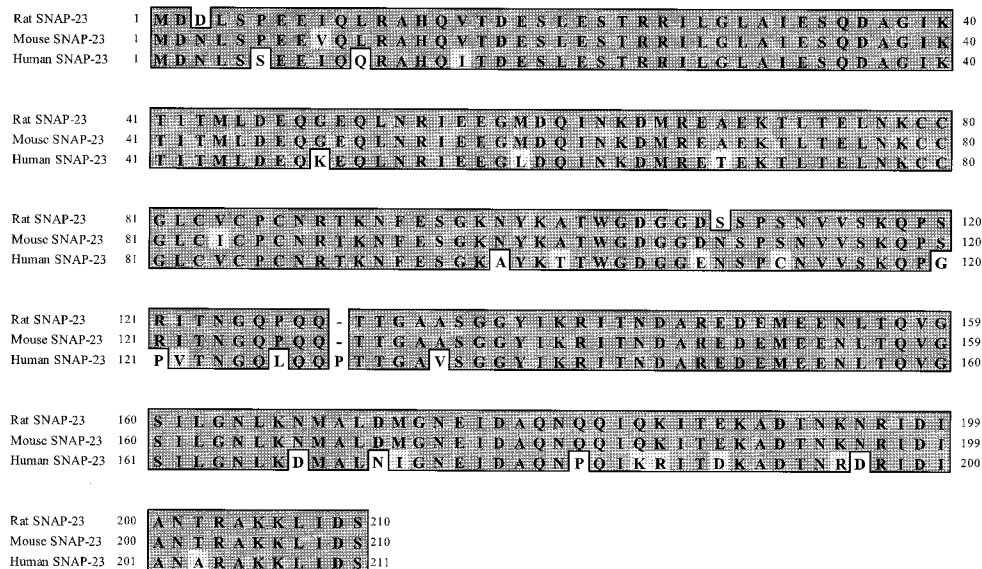 Rat SNAP-23 1 M D D L S P E E I Q L R A H Q V T D E S L E S T R R I L G L A I E S Q D A G I K 40
Mouse SNAP-23 1 M D N L S P E E V Q L R A H Q V T D E S L E S T R R I L G L A I E S Q D A G I K 40
Human SNAP-23 1 M D N L S S E E I Q Q R A H Q I T D E S L E S T R R I L G L A I E S Q D A G I K 40
Rat SNAP-23 41 T I T M L D E Q G E Q L N R I E E G M D Q I N K D M R E A E K T L T E L N K C C 80
Mouse SNAP-23 41 T I T M L D E Q G E Q L N R I E E G M D Q I N K D M R E A E K T L T E L N K C C 80
Human SNAP-23 41 T I T M L D E Q K E Q L N R I E E G L D Q I N K D M R E T E K T L T E L N K C C 80
Rat SNAP-23 81 G L C V C P C N R T K N F E S G K N Y K A T W G D G G D S S P S N V V S K Q P S 120
Mouse SNAP-23 81 G L C I C P C N R T K N F E S G K N Y K A T W G D G G D N S P S N V V S K Q P S 120
Human SNAP-23 81 G L C V C P C N R T K N F E S G K A Y K T T W G D G G E N S P C N V V S K Q P G 120
Rat SNAP-23 121 R I T N G Q P Q Q - T T G A A S G G Y I K R I T N D A R E D E M E E N L T Q V G 159
Mouse SNAP-23 121 R I T N G Q P Q Q - T T G A A S G G Y I K R I T N D A R E D E M E E N L T Q V G 159
Human SNAP-23 121 P V T N G Q L Q Q P T T G A V S G G Y I K R I T N D A R E D E M E E N L T Q V G 160
Rat SNAP-23 160 S I L G N L K N M A L D M G N E I D A Q N Q Q I Q K I T E K A D T N K N R I D I 199
Mouse SNAP-23 160 S I L G N L K N M A L D M G N E I D A Q N Q Q I Q K I T E K A D T N K N R I D I 199
Human SNAP-23 161 S I L G N L K D M A L N I G N E I D A Q N P Q I K R I T D K A D T N R D R I D I 200
Rat SNAP-23 200 A N T R A K K L I D S 210
Mouse SNAP-23 200 A N T R A K K L I D S 210
Human SNAP-23 201 A N A R A K K L I D S 211